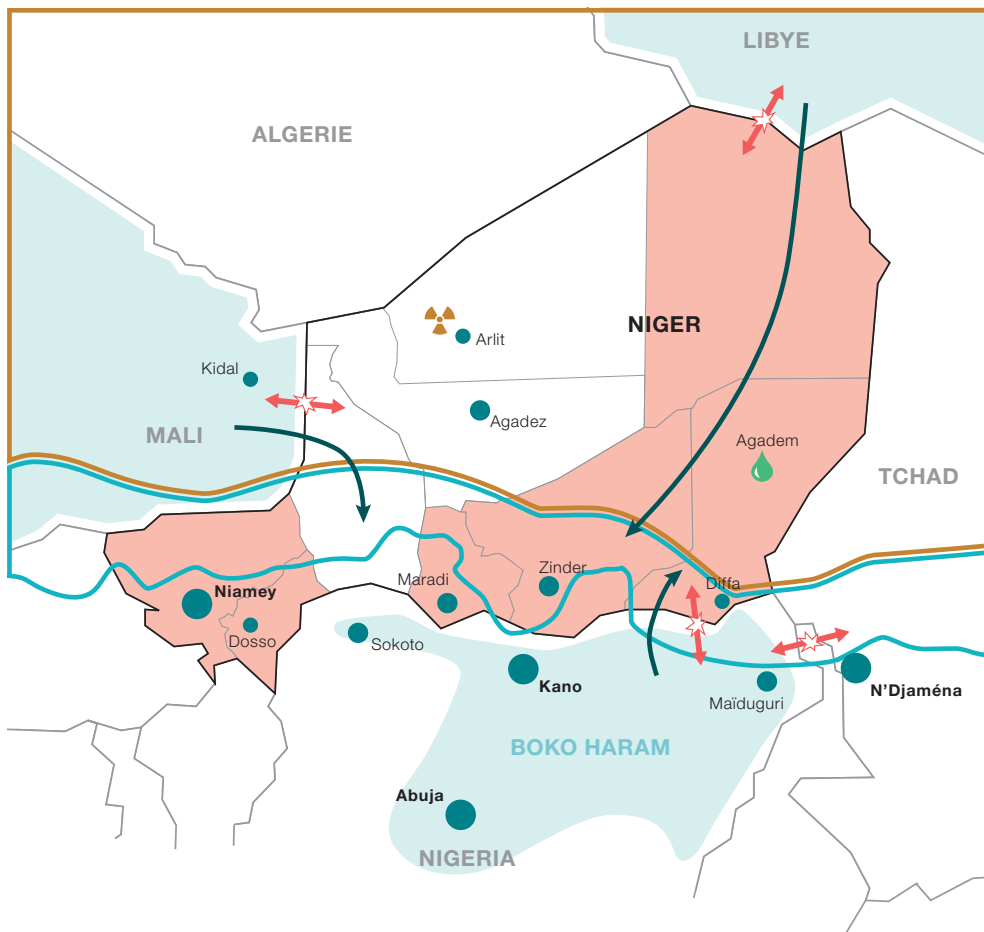 LIBYE
ALGERIE
NIGER
Arlit
Kidal
Agadez
MALI
Agadem
TCHAD
Zinder
Maradi
Diffa
Niamey
Dosso
Sokoto
Kano
Maïduguri
N'Djaména
BOKO HARAM
Abuja
NIGERIA